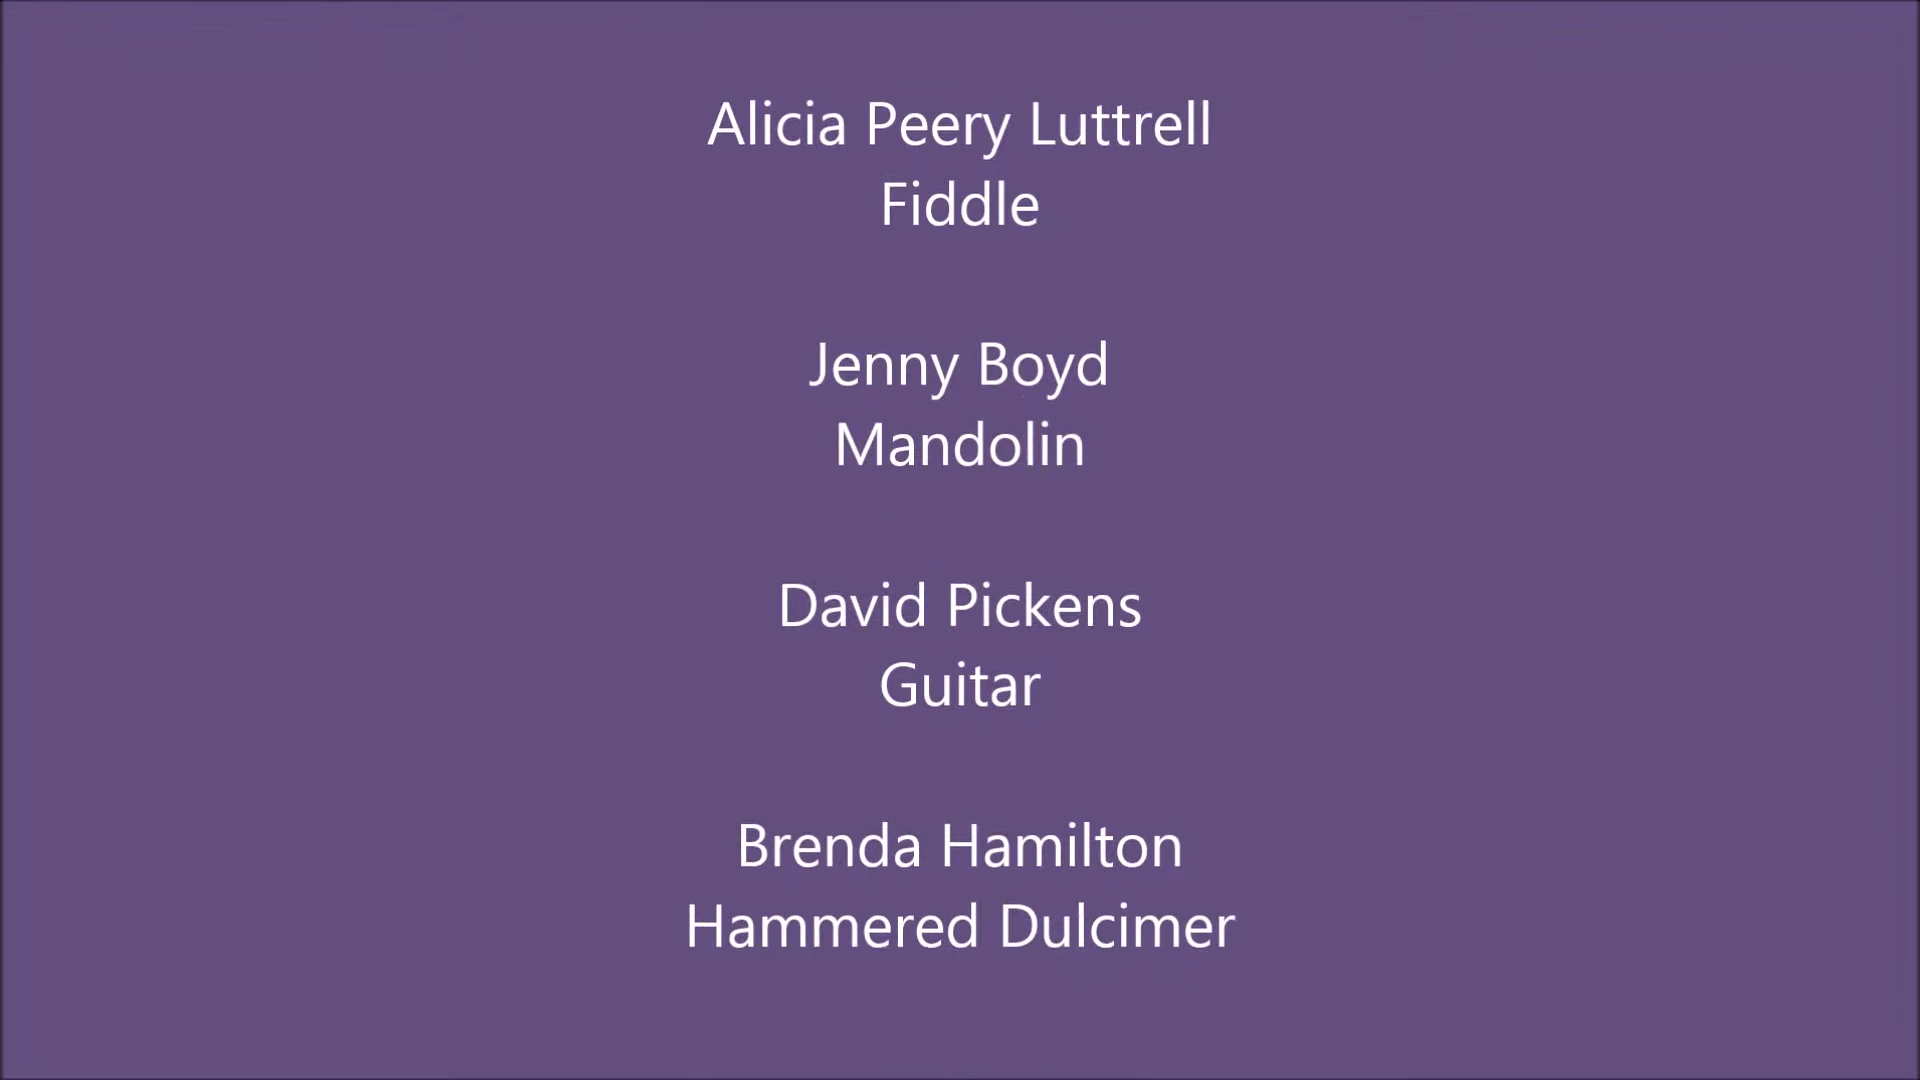 Alicia Peery Luttrell
Fiddle
Jenny Boyd
Mandolin
David Pickens
Guitar
Brenda Hamilton
Hammered Dulcimer